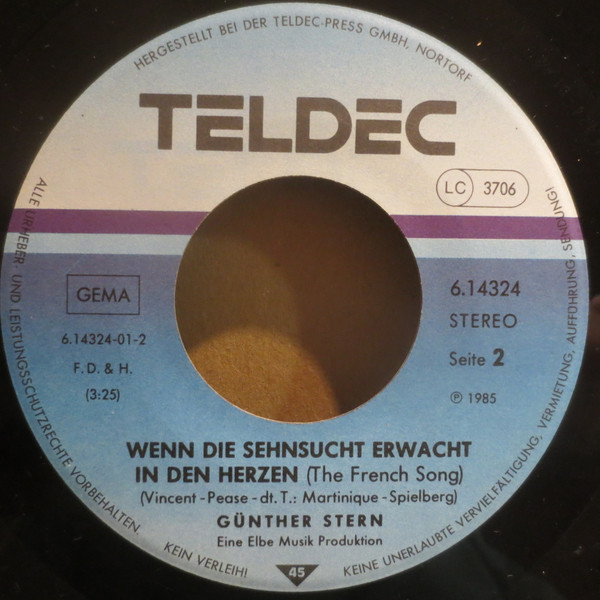 HERGESTELLT BEI DER TELDEC-PRESS GMBH, NORTORF
TELDEC
LC 3706
GEMA
6.14324-01-2
F. D. & H.
(3:25)
6.14324
STEREO
Seite 2
℗ 1985
WENN DIE SEHNSUCHT ERWACHT
IN DEN HERZEN (The French Song)
(Vincent - Pease - dt. T.: Martinique - Spielberg)
GÜNTHER STERN
Eine Elbe Musik Produktion
45
ALLE URHEBER- UND LEISTUNGSSCHUTZRECHTE VORBEHALTEN.
KEIN VERLEIH!
KEINE UNERLAUBTE VERVIELFÄLTIGUNG, VERMIETUNG, AUFFÜHRUNG, SENDUNG!